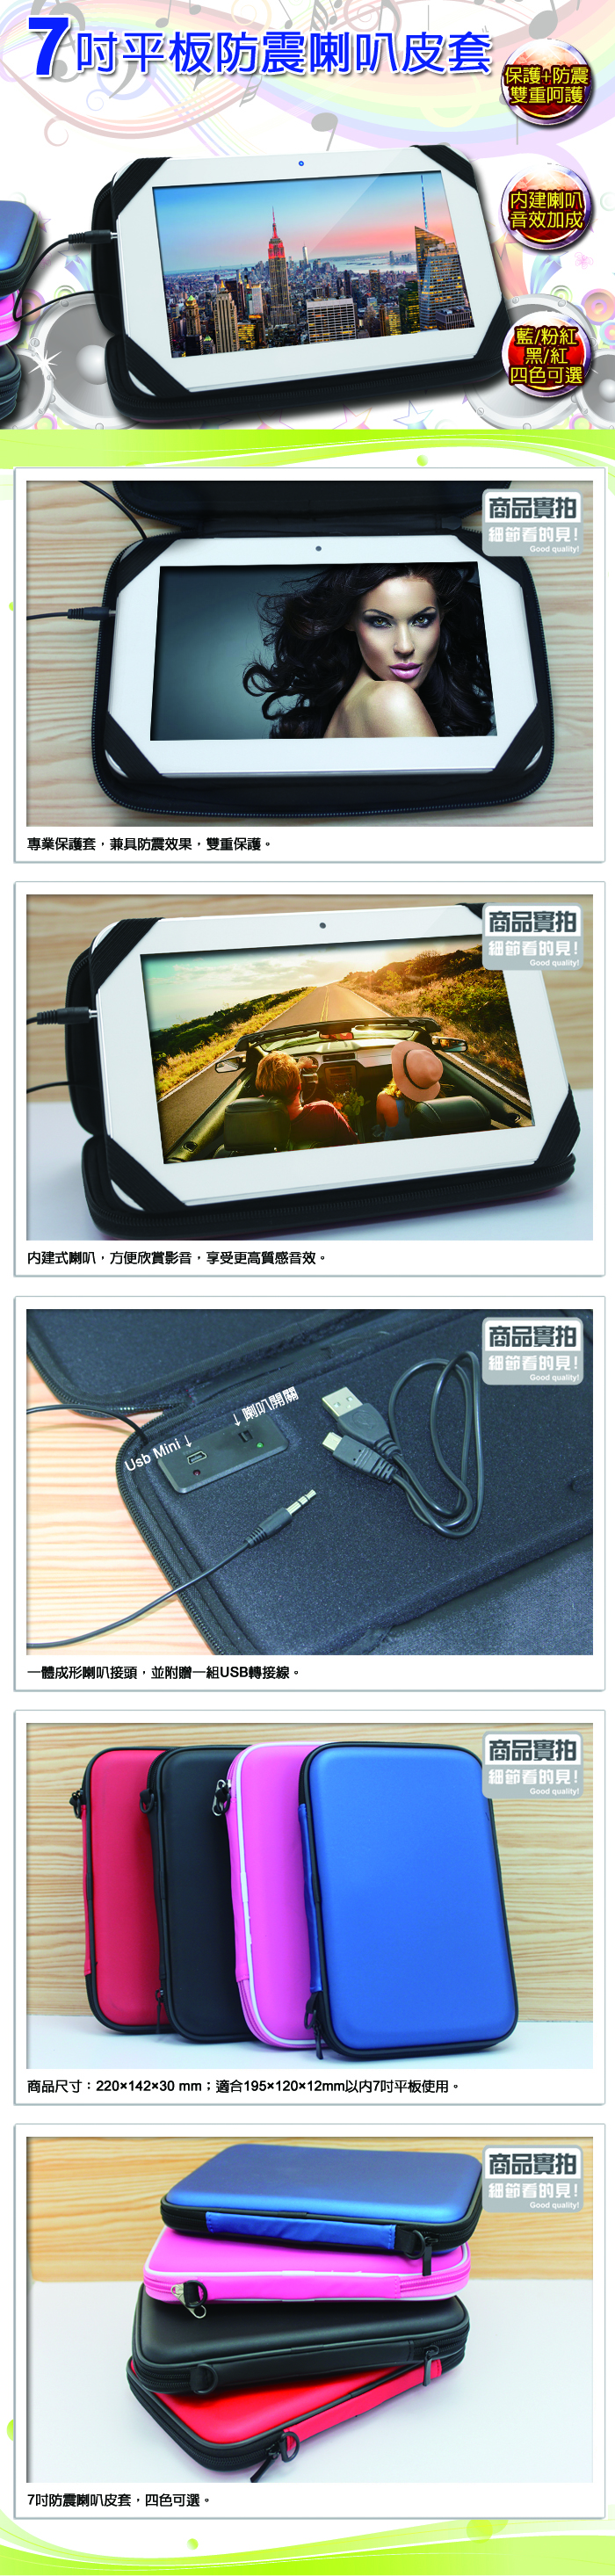 7吋平板防震喇叭皮套
保護+防震
雙重呵護
內建喇叭
音效加成
藍/粉紅
黑/紅
四色可選
商品實拍
細節看的見!
Good quality!
專業保護套，兼具防震效果，雙重保護。
商品實拍
細節看的見!
Good quality!
內建式喇叭，方便欣賞影音，享受更高質感音效。
商品實拍
細節看的見!
Good quality!
↓喇叭開關
Usb Mini↓
一體成形喇叭接頭，並附贈一組USB轉接線。
商品實拍
細節看的見!
Good quality!
商品尺寸：220×142×30 mm；適合195×120×12mm以內7吋平板使用。
商品實拍
細節看的見!
Good quality!
7吋防震喇叭皮套，四色可選。